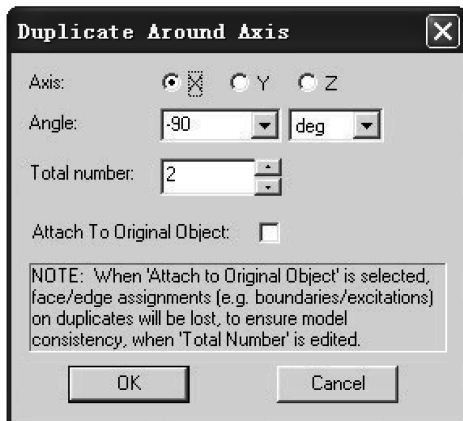 Duplicate Around Axis
Axis: X Y Z
Angle: -90 deg
Total number: 2
Attach To Original Object:
NOTE: When 'Attach to Original Object' is selected,
face/edge assignments (e.g. boundaries/excitations)
on duplicates will be lost, to ensure model
consistency, when 'Total Number' is edited.
OK Cancel